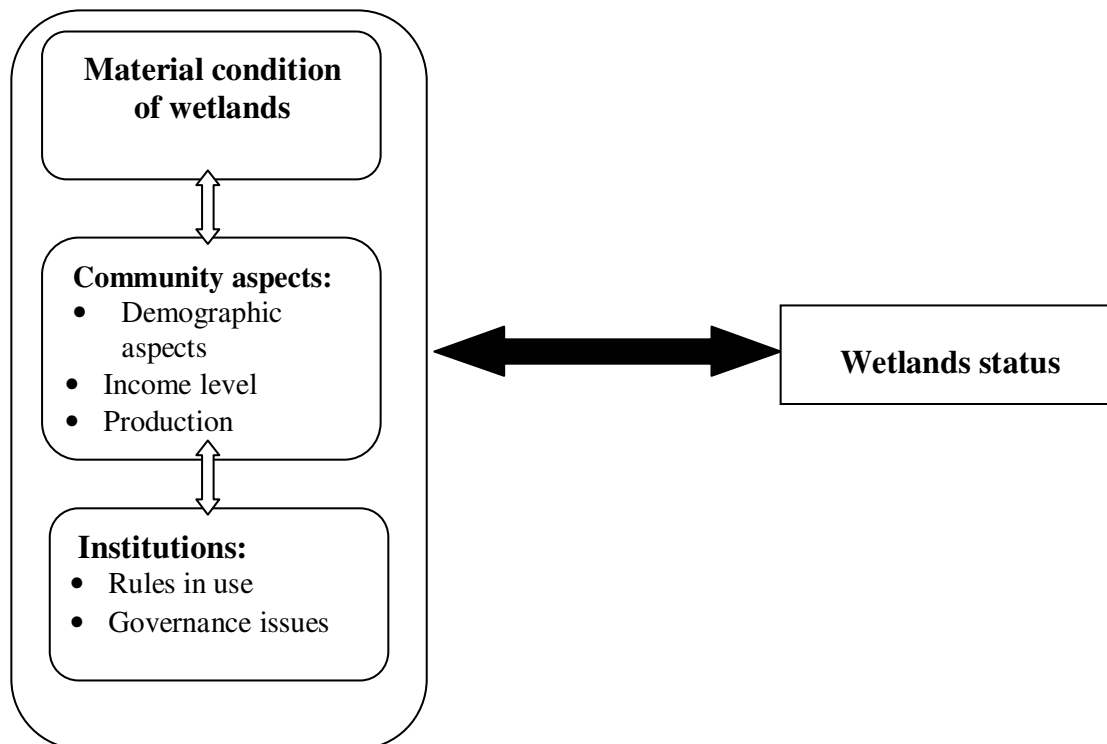 Material condition
of wetlands
Community aspects:
• Demographic
aspects
• Income level
• Production
Institutions:
• Rules in use
• Governance issues
Wetlands status